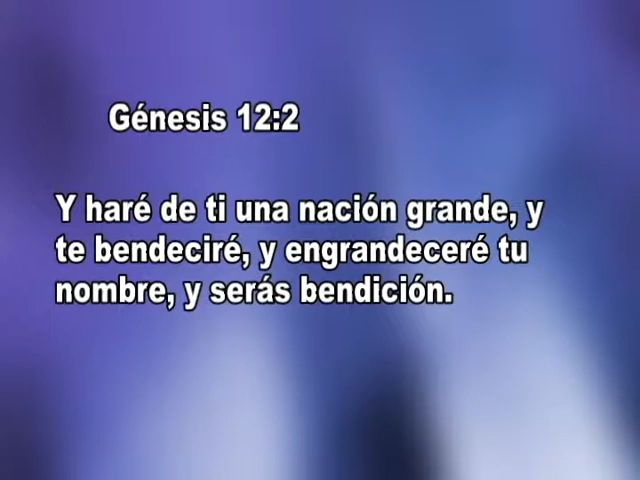 Génesis 12:2
Y haré de ti una nación grande, y
te bendeciré, y engrandeceré tu
nombre, y serás bendición.